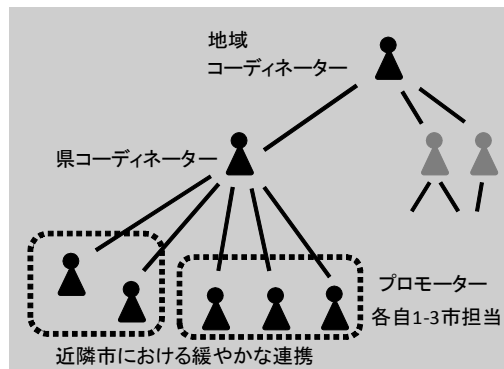 地域
コーディネーター
県コーディネーター
プロモーター
各自1-3市担当
近隣市における緩やかな連携